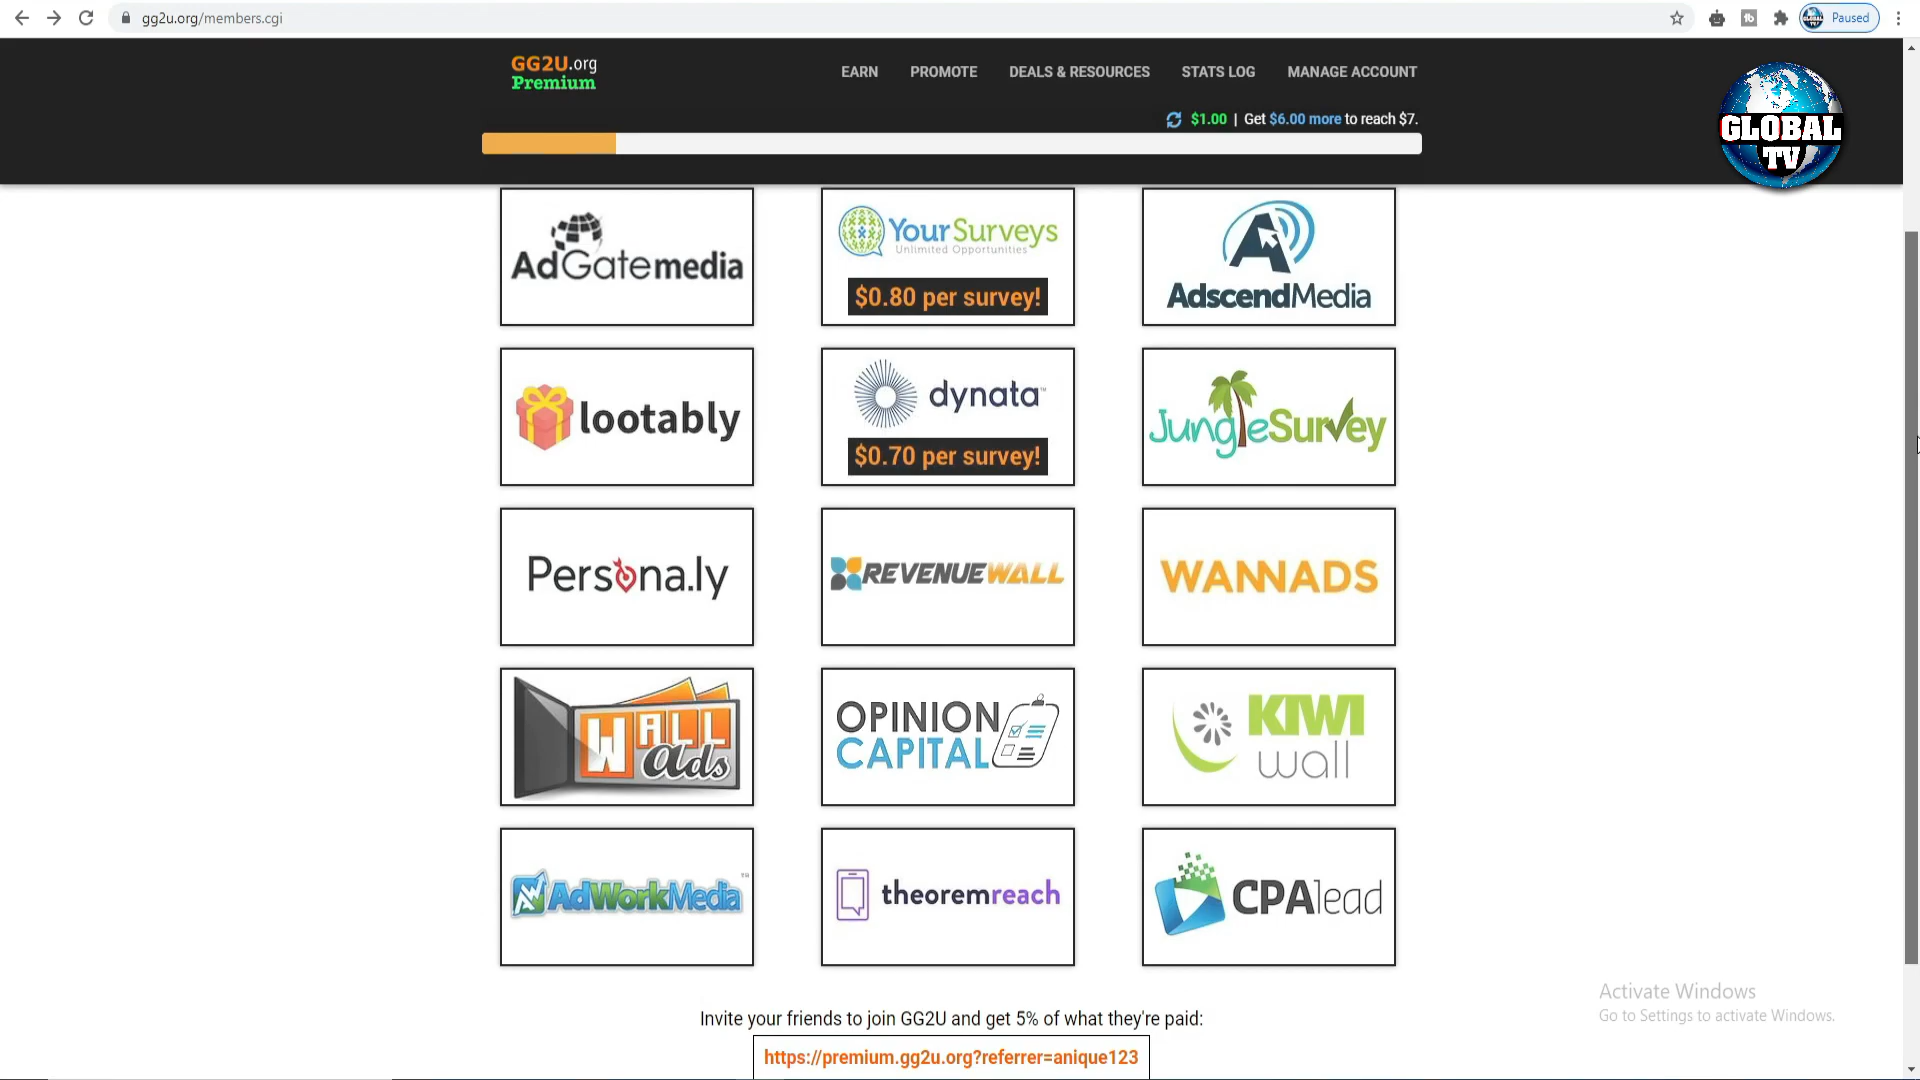 gg2u.org/members.cgi
Paused
GG2U.org
Premium
EARN PROMOTE DEALS & RESOURCES STATS LOG MANAGE ACCOUNT
$1.00 | Get $6.00 more to reach $7.
GLOBAL
TV
AdGatemedia
YourSurveys
Unlimited Opportunities
$0.80 per survey!
AdscendMedia
lootably
dynata™
$0.70 per survey!
JungleSurvey
Persona.ly
REVENUEWALL
WANNADS
WALL
ads
OPINION
CAPITAL
KIWI
wall
AdWorkMedia™
theoremreach
CPAlead
Activate Windows
Go to Settings to activate Windows.
Invite your friends to join GG2U and get 5% of what they're paid:
https://premium.gg2u.org?referrer=anique123